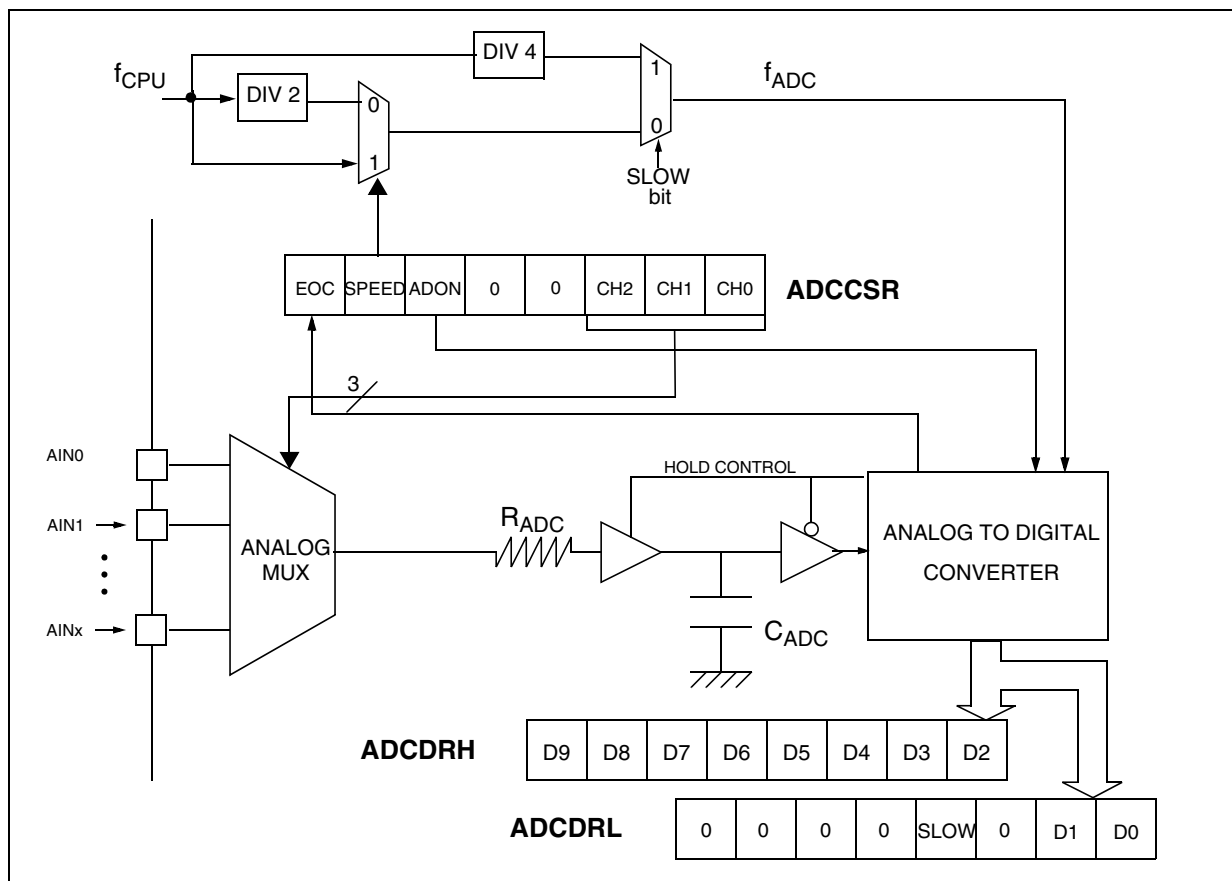 DIV 4
fCPU
DIV 2
0
1
1
0
fADC
SLOW
bit
EOC SPEED ADON 0 0 CH2 CH1 CH0
ADCCSR
3
AIN0
AIN1
AINx
ANALOG
MUX
RADC
HOLD CONTROL
CADC
ANALOG TO DIGITAL
CONVERTER
ADCDRH
D9 D8 D7 D6 D5 D4 D3 D2
ADCDRL
0 0 0 0 SLOW 0 D1 D0